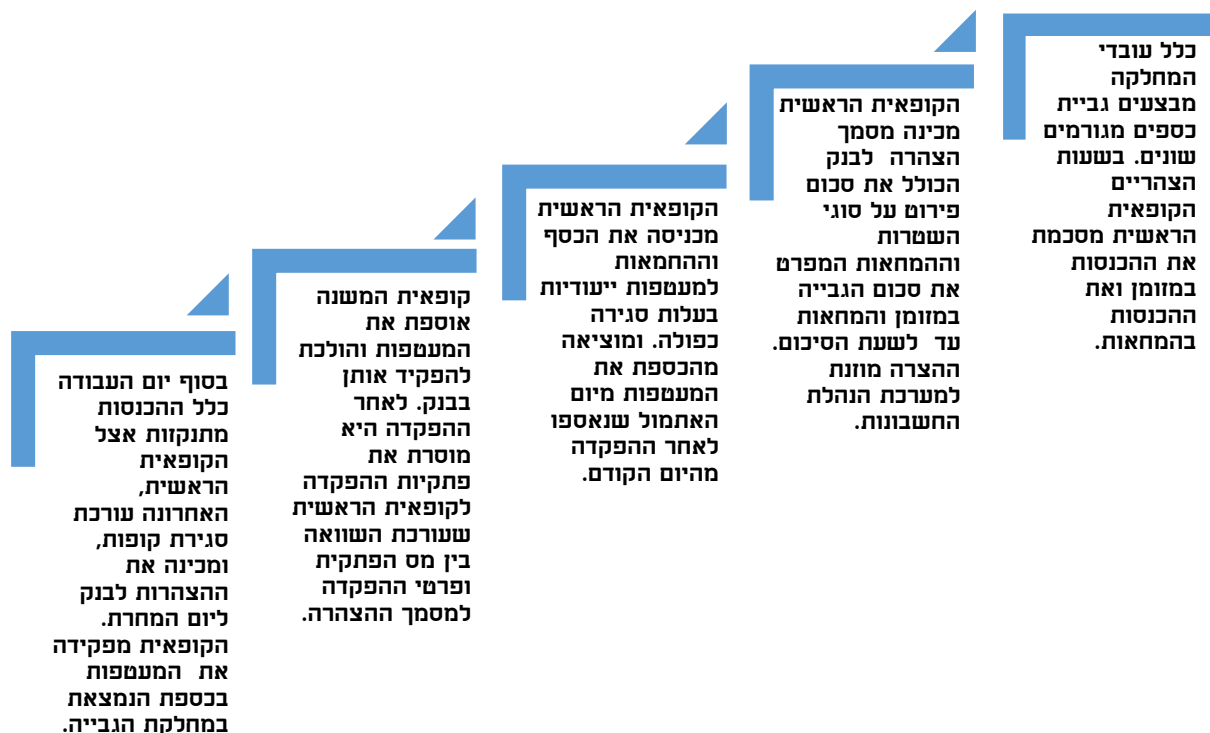 כלל עובדי
המחלקה
מבצעים גביית
כספים מגורמים
שונים. בשעות
הצהריים
הקופאית
הראשית מסכמת
את ההכנסות
במזומן ואת
ההכנסות
בהמחאות.
הקופאית הראשית
מכינה מסמך
הצהרה לבנק
הכולל את סכום
פירוט על סוגי
השטרות
וההמחאות המפרט
את סכום הגבייה
במזומן והמחאות
עד לשעת הסיכום.
ההצרה מוזנת
למערכת הנהלת
החשבונות.
הקופאית הראשית
מכניסה את הכסף
וההחמאות
למעטפות ייעודיות
בעלות סגירה
כפולה. ומוציאה
מהכספת את
המעטפות מיום
האתמול שנאספו
לאחר ההפקדה
מהיום הקודם.
קופאית המשנה
אוספת את
המעטפות והולכת
להפקיד אותן
בבנק. לאחר
ההפקדה היא
מוסרת את
פתקיות ההפקדה
לקופאית הראשית
שעורכת השוואה
בין מס הפתקית
ופרטי ההפקדה
למסמך ההצהרה.
בסוף יום העבודה
כלל ההכנסות
מתנקזות אצל
הקופאית
הראשית,
האחרונה עורכת
סגירת קופות,
ומכינה את
ההצהרות לבנק
ליום המחרת.
הקופאית מפקידה
את המעטפות
בכספת הנמצאת
במחלקת הגבייה.